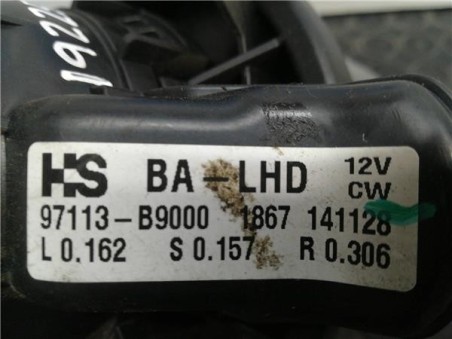 HS BA-LHD 12V
CW
97113-B9000 1867 141128
L 0.162 S 0.157 R 0.306